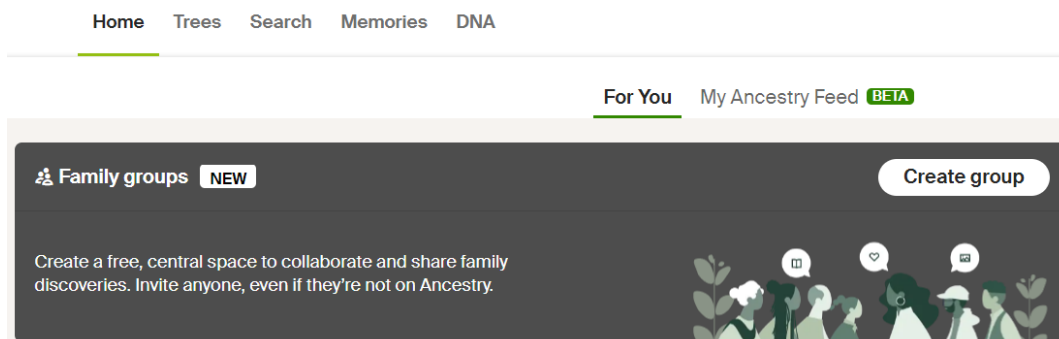 Home Trees Search Memories DNA
For You My Ancestry Feed BETA
Family groups NEW Create group
Create a free, central space to collaborate and share family
discoveries. Invite anyone, even if they're not on Ancestry.